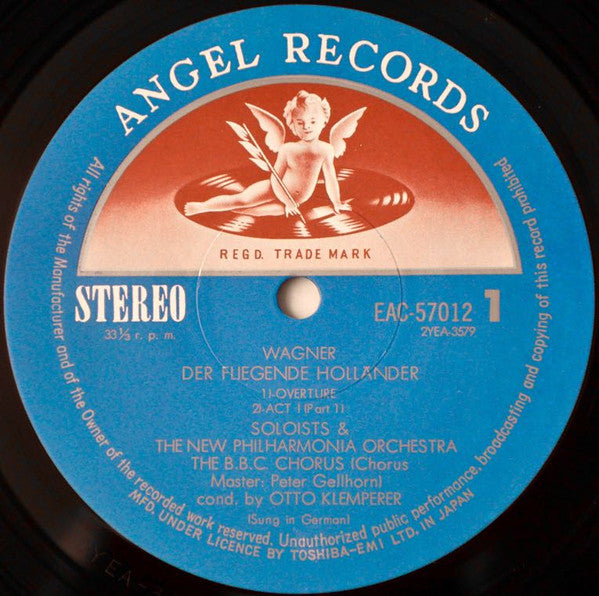 ANGEL RECORDS
REGD. TRADE MARK
STEREO
33⅓ r. p. m.
EAC-57012 1
2YEA-3579
WAGNER
DER FLIEGENDE HOLLÄNDER
1)-OVERTURE
2)-ACT I (Part 1)
SOLOISTS &
THE NEW PHILHARMONIA ORCHESTRA
THE B.B.C. CHORUS (Chorus
Master: Peter Gellhorn)
cond. by OTTO KLEMPERER
(Sung in German)
All rights of the Manufacturer and of the Owner of the recorded work reserved. Unauthorized public performance, broadcasting and copying of this record prohibited
MFD. UNDER LICENCE BY TOSHIBA-EMI LTD. IN JAPAN